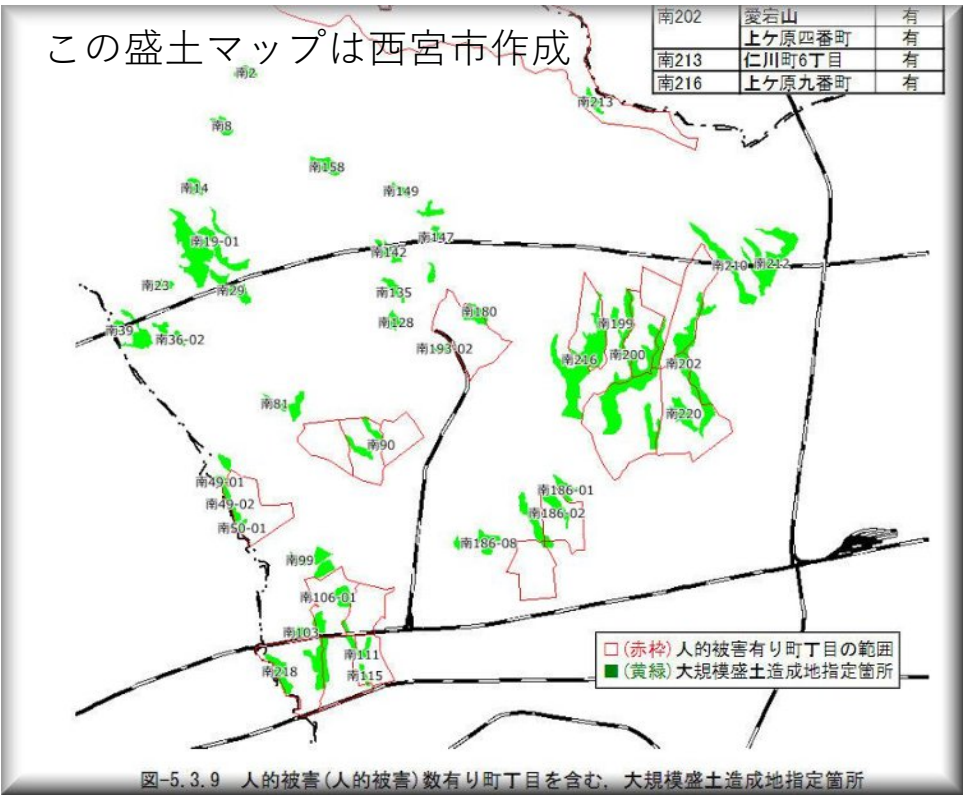 この盛土マップは西宮市作成
南202 愛宕山 有
上ケ原四番町 有
南213 仁川町6丁目 有
南216 上ケ原九番町 有
南2
南213
南8
南158
南14
南149
南19-01
南147
南142
南210
南212
南23
南29
南135
南180
南39
南36-02
南128
南199
南193-02
南216
南200
南202
南81
南220
南90
南49-01
南186-01
南49-02
南186-02
南50-01
南186-08
南99
南106-01
南103
南111
南218
南115
(赤枠)人的被害有り町丁目の範囲
(黄緑)大規模盛土造成地指定箇所
図-5.3.9 人的被害(人的被害)数有り町丁目を含む,大規模盛土造成地指定箇所